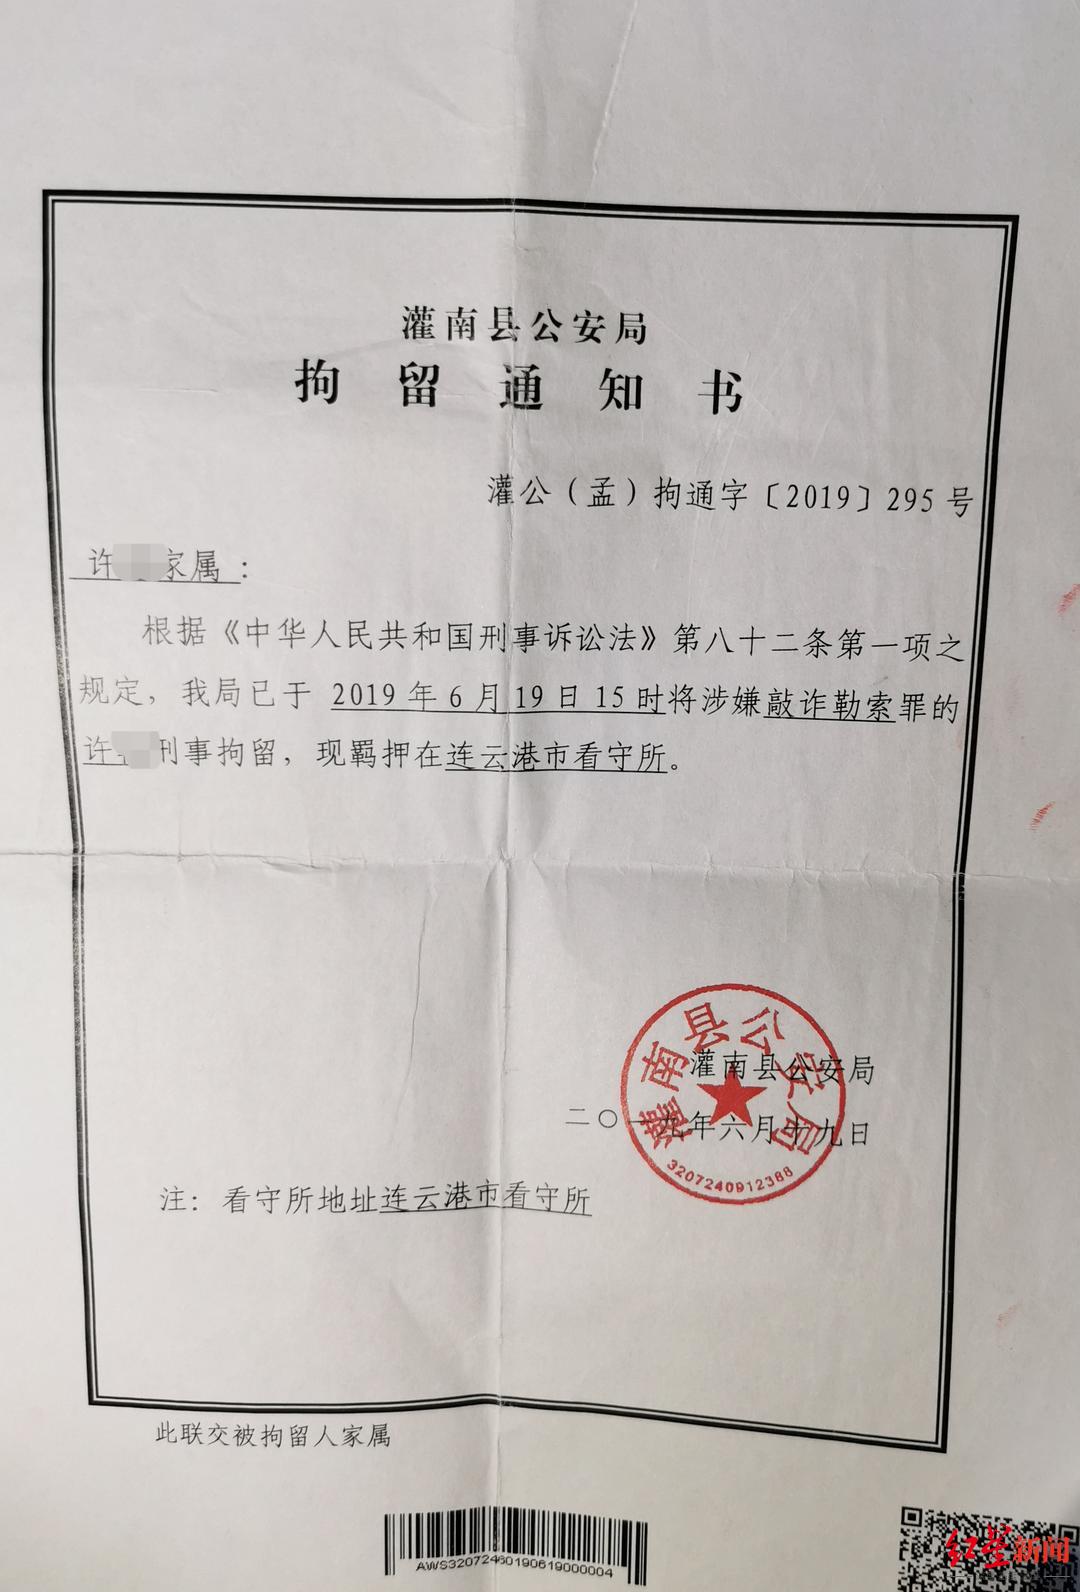 灌南县公安局
拘留通知书
灌公（孟）拘通字〔2019〕295号
许 家属：
根据《中华人民共和国刑事诉讼法》第八十二条第一项之
规定，我局已于 2019年6月19日15时将涉嫌敲诈勒索罪的
许 刑事拘留，现羁押在连云港市看守所。
灌南县公安局
灌南县公安局
二〇一九年六月十九日
3207240912388
注：看守所地址连云港市看守所
此联交被拘留人家属
AWS32072460190619000004
红星新闻